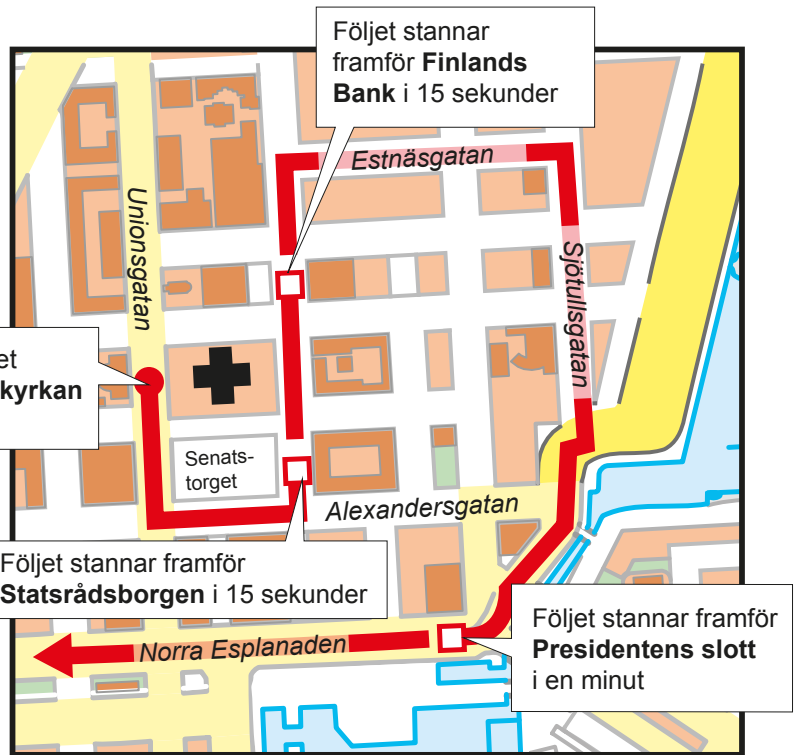 Följet stannar
framför Finlands
Bank i 15 sekunder
Estnäsgatan
Unionsgatan
Sjötullsgatan
kyrkan
Senats-
torget
Alexandersgatan
Följet stannar framför
Statsrådsborgen i 15 sekunder
Norra Esplanaden
Följet stannar framför
Presidentens slott
i en minut